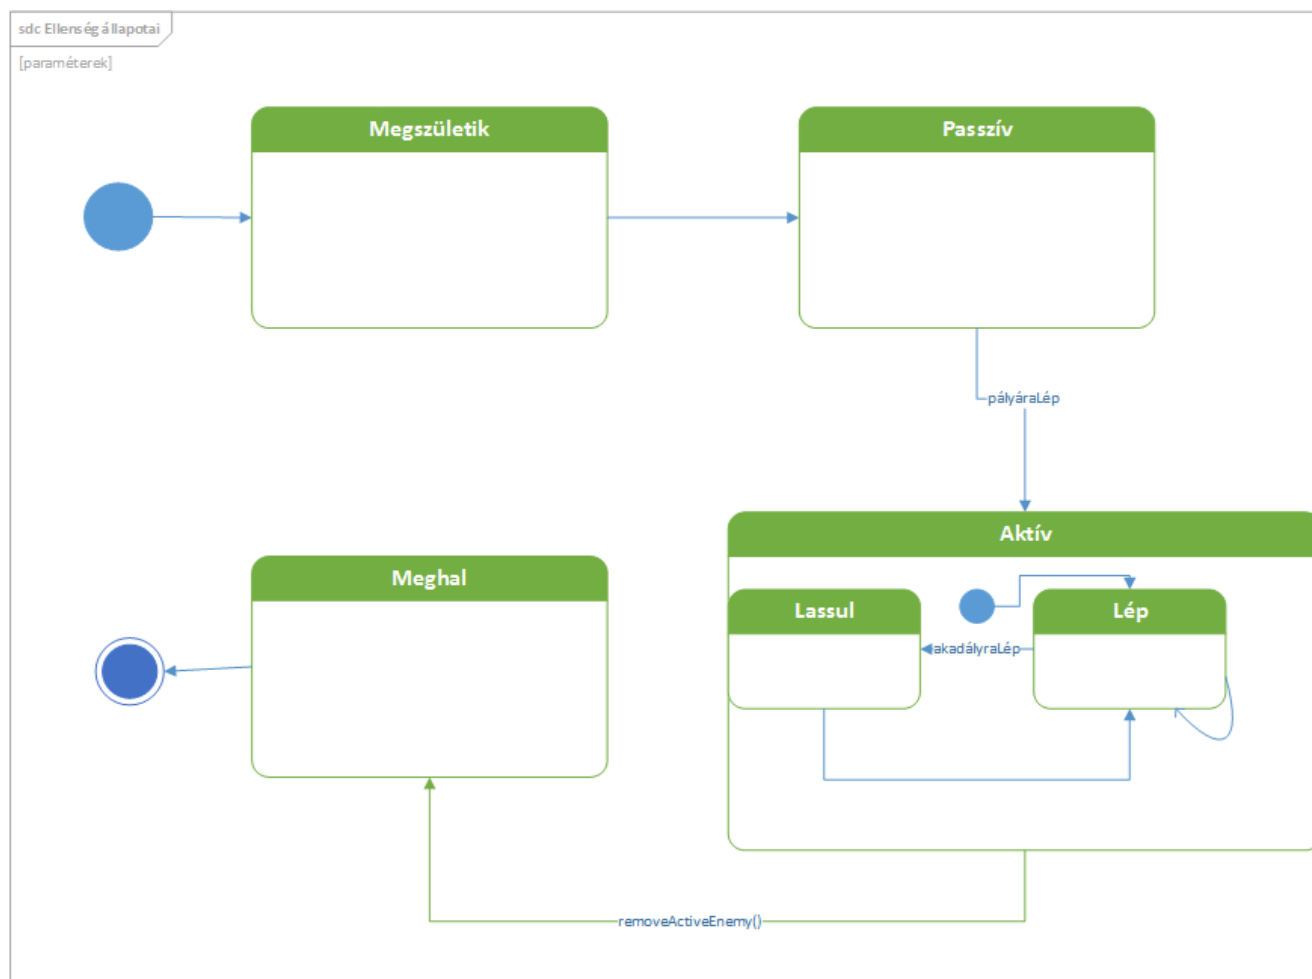 sdc Ellenség állapotai
[paraméterek]
Megszületik
Passzív
pályáraLép
Aktív
Meghal
Lassul
Lép
akadályraLép
removeActiveEnemy()